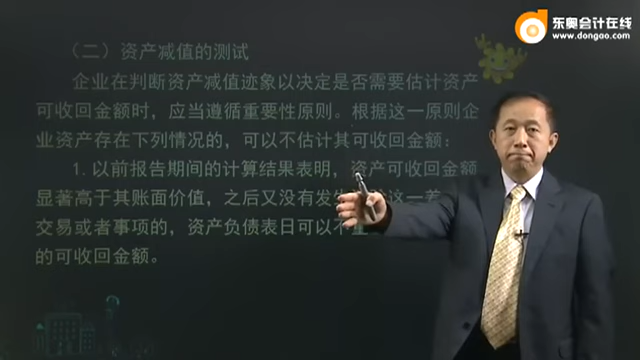 东奥会计在线
www.dongao.com
（二）资产减值的测试
企业在判断资产减值迹象以决定是否需要估计资产
可收回金额时，应当遵循重要性原则。根据这一原则企
业资产存在下列情况的，可以不估计其可收回金额：
1. 以前报告期间的计算结果表明，资产可收回金额
显著高于其账面价值，之后又没有发生 这一差
交易或者事项的，资产负债表日可以不重
的可收回金额。